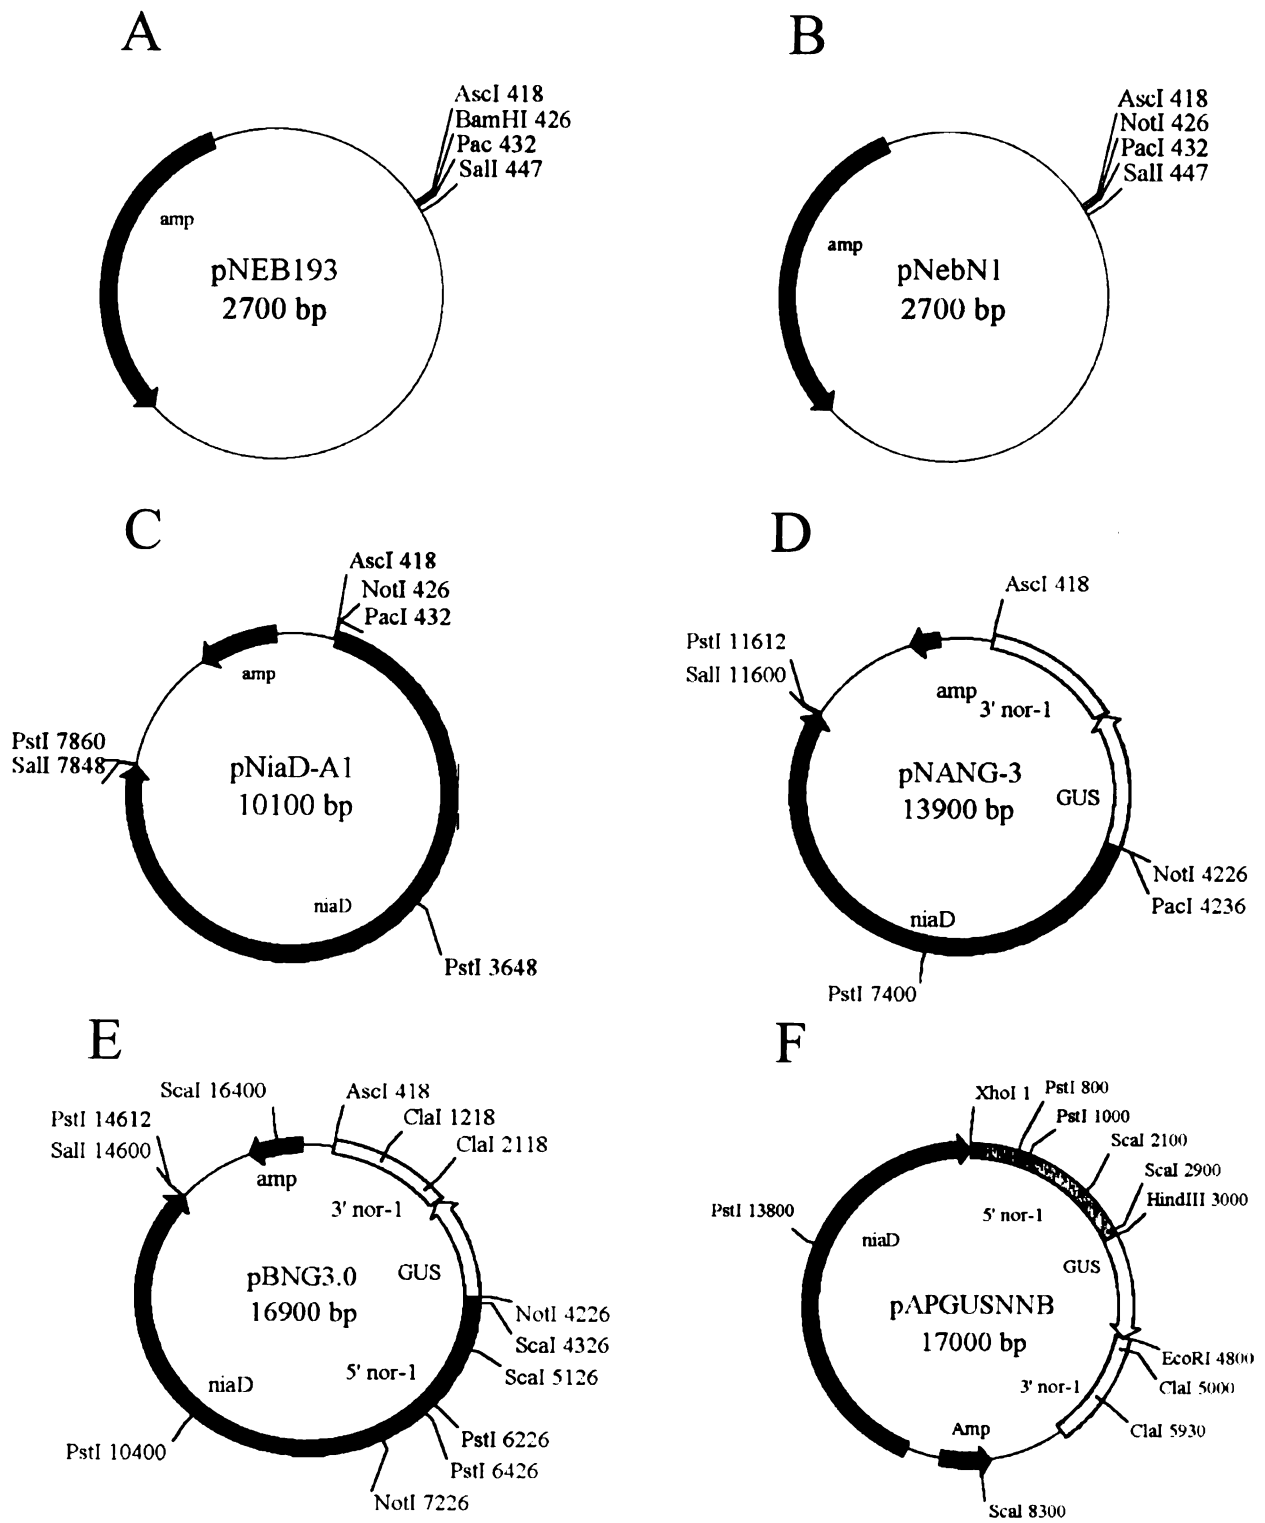 A
AscI 418
BamHI 426
Pac 432
SalI 447
amp
pNEB193
2700 bp
B
AscI 418
NotI 426
PacI 432
SalI 447
amp
pNebN1
2700 bp
C
AscI 418
NotI 426
PacI 432
amp
PstI 7860
SalI 7848
pNiaD-A1
10100 bp
niaD
PstI 3648
D
AscI 418
PstI 11612
SalI 11600
amp
3' nor-1
pNANG-3
13900 bp
GUS
NotI 4226
PacI 4236
niaD
PstI 7400
E
ScaI 16400
AscI 418
PstI 14612
ClaI 1218
SalI 14600
ClaI 2118
amp
3' nor-1
GUS
pBNG3.0
16900 bp
NotI 4226
ScaI 4326
5' nor-1
ScaI 5126
niaD
PstI 6226
PstI 10400
PstI 6426
NotI 7226
F
XhoI 1
PstI 800
PstI 1000
ScaI 2100
ScaI 2900
HindIII 3000
PstI 13800
5' nor-1
niaD
GUS
pAPGUSNNB
17000 bp
EcoRI 4800
3' nor-1
ClaI 5000
Amp
ClaI 5930
ScaI 8300